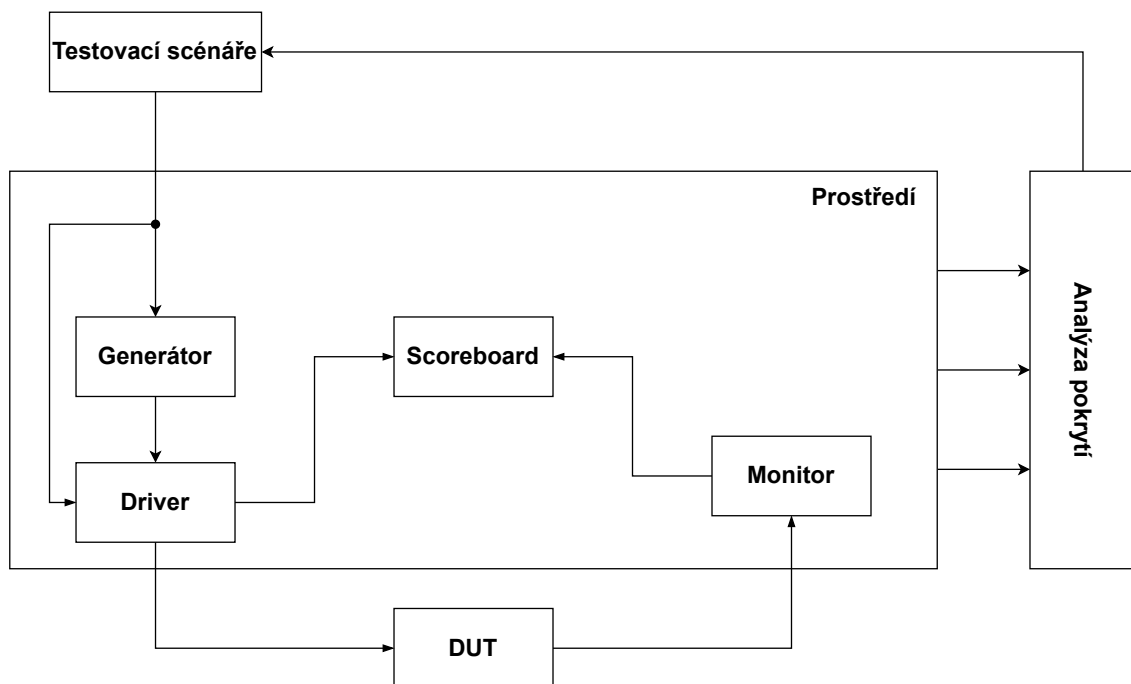 Testovací scénáře
Prostředí
Generátor
Scoreboard
Driver
Monitor
DUT
Analýza pokrytí